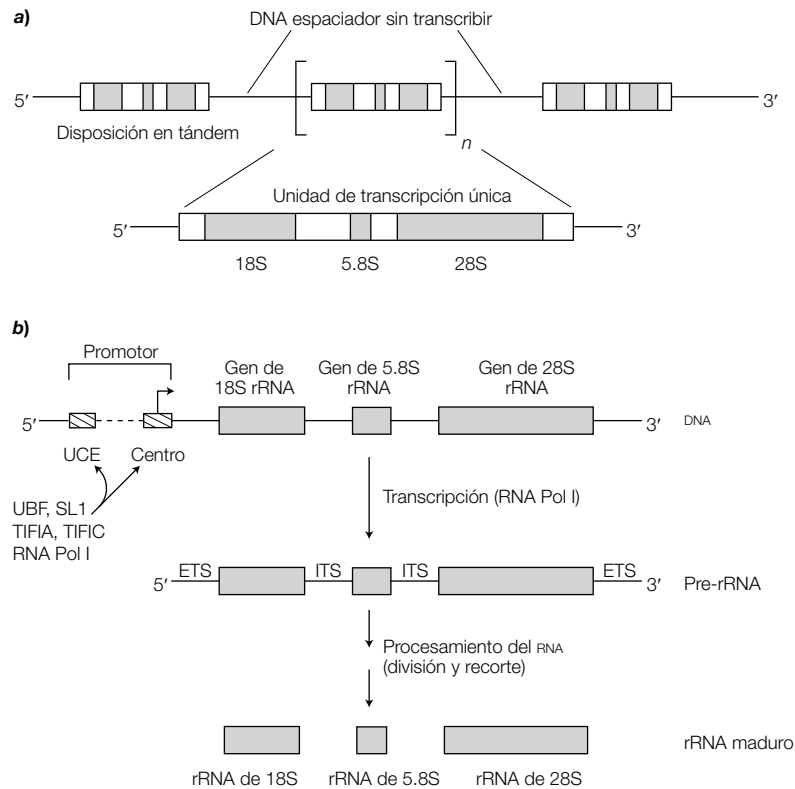 a)
DNA espaciador sin transcribir
5′
3′
Disposición en tándem
n
Unidad de transcripción única
5′
3′
18S
5.8S
28S
b)
Promotor
Gen de
18S rRNA
Gen de 5.8S
rRNA
Gen de 28S
rRNA
5′
3′
DNA
UCE
Centro
UBF, SL1
TIFIA, TIFIC
RNA Pol I
Transcripción (RNA Pol I)
5′
ETS
ITS
ITS
ETS
3′
Pre-rRNA
Procesamiento del RNA
(división y recorte)
rRNA maduro
rRNA de 18S
rRNA de 5.8S
rRNA de 28S